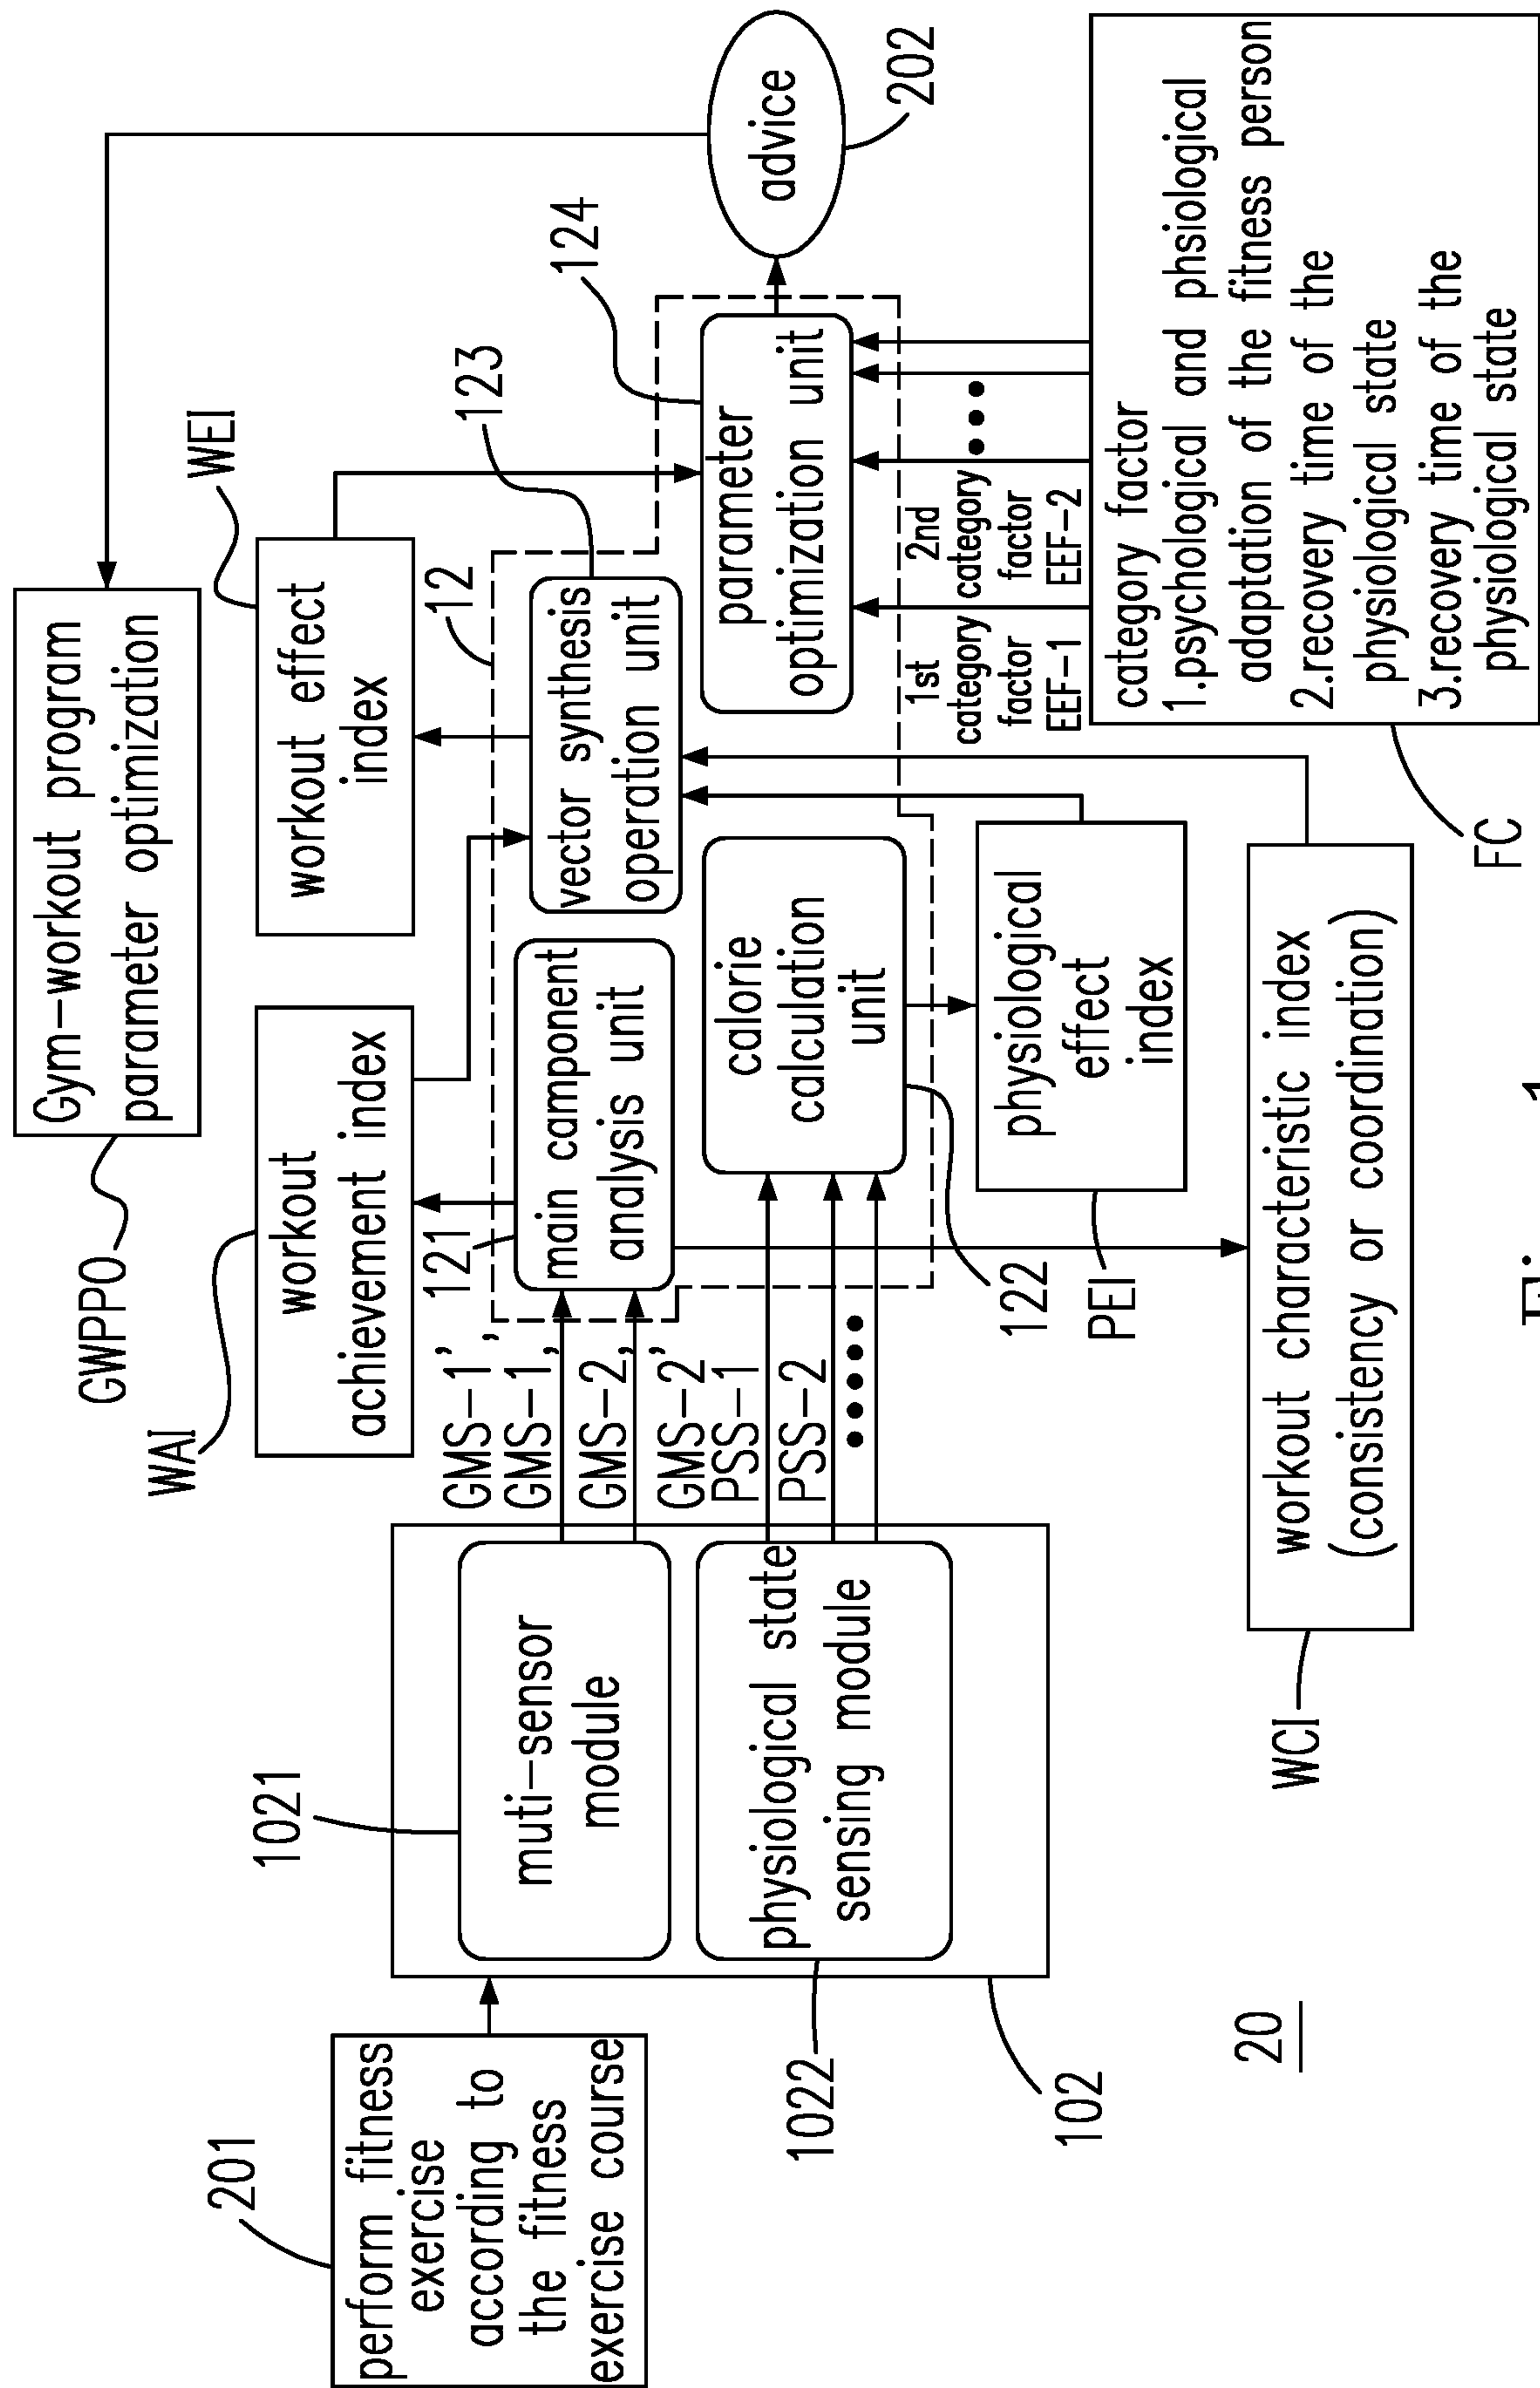 Gym-workout program
parameter optimization
GWPPO
WAI
workout
achievement index
WEI
workout effect
index
201
perform fitness
exercise
according to
the fitness
exercise course
1021
muti-sensor
module
physiological state
sensing module
1022
102
GMS-1'
GMS-1,
GMS-2,
GMS-2'
PSS-1
PSS-2
121
main camponent
analysis unit
12
vector synthesis
operation unit
123
124
parameter
optimization unit
advice
202
calorie
calculation
unit
122
physiological
effect
index
PEI
1st
category
factor
EEF-1
2nd
category
factor
EEF-2
category factor
1.psychological and phsiological
adaptation of the fitness person
2.recovery time of the
physiological state
3.recovery time of the
physical state
FC
workout characteristic index
(consistency or coordination)
WCI
20